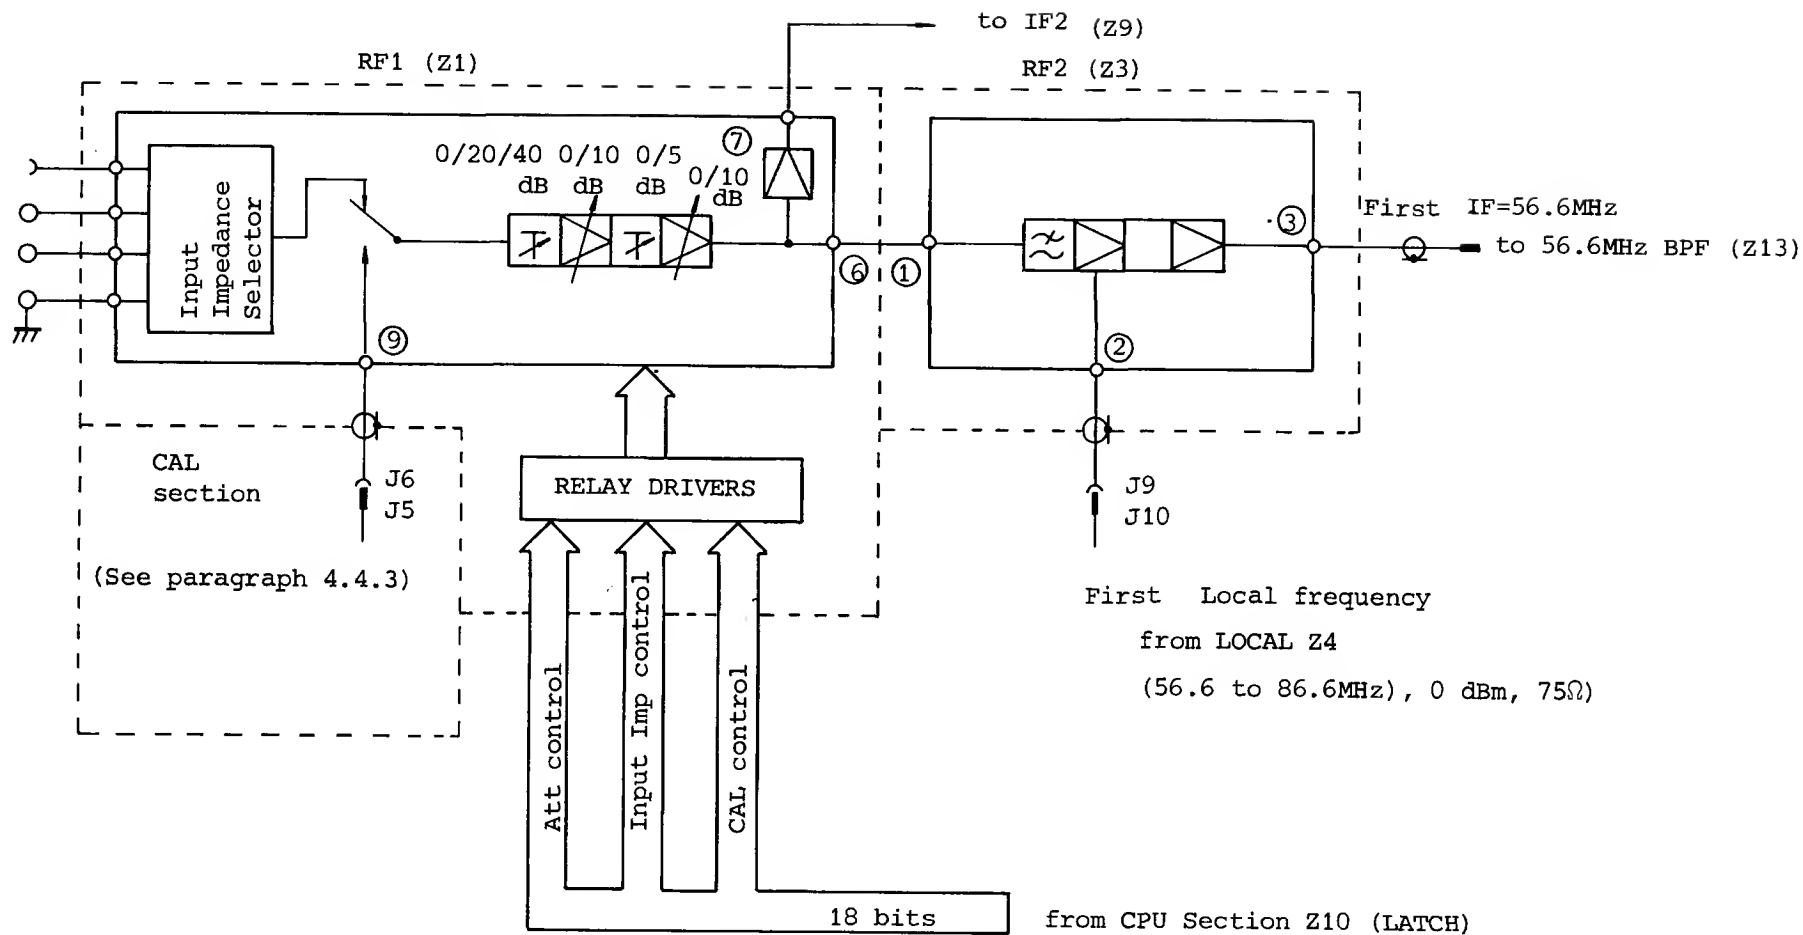 to IF2 (Z9)
RF1 (Z1)
RF2 (Z3)
⑦
0/20/40 0/10 0/5
dB dB dB
0/10
dB
Input
Impedance
Selector
③
First IF=56.6MHz
to 56.6MHz BPF (Z13)
⑥
①
⑨
②
CAL
section
J6
J5
RELAY DRIVERS
J9
J10
(See paragraph 4.4.3)
First Local frequency
from LOCAL Z4
(56.6 to 86.6MHz), 0 dBm, 75Ω)
Att control
Input Imp control
CAL control
18 bits
from CPU Section Z10 (LATCH)